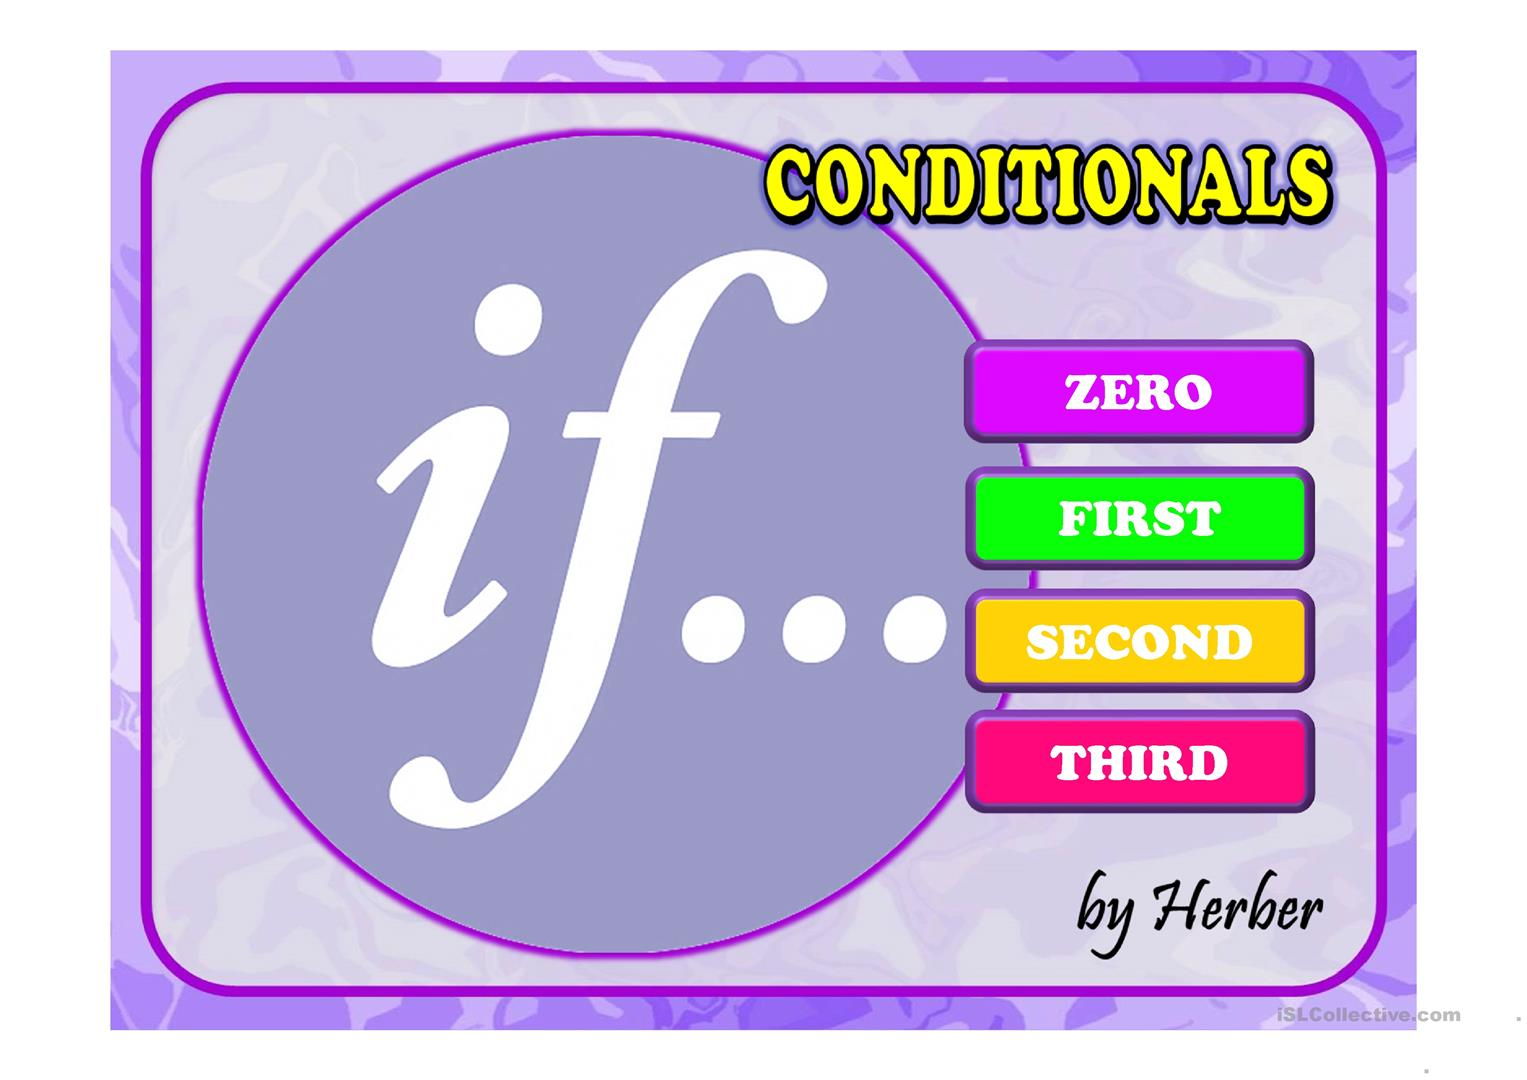 CONDITIONALS
if...
ZERO
FIRST
SECOND
THIRD
by Herber
iSLCollective.com